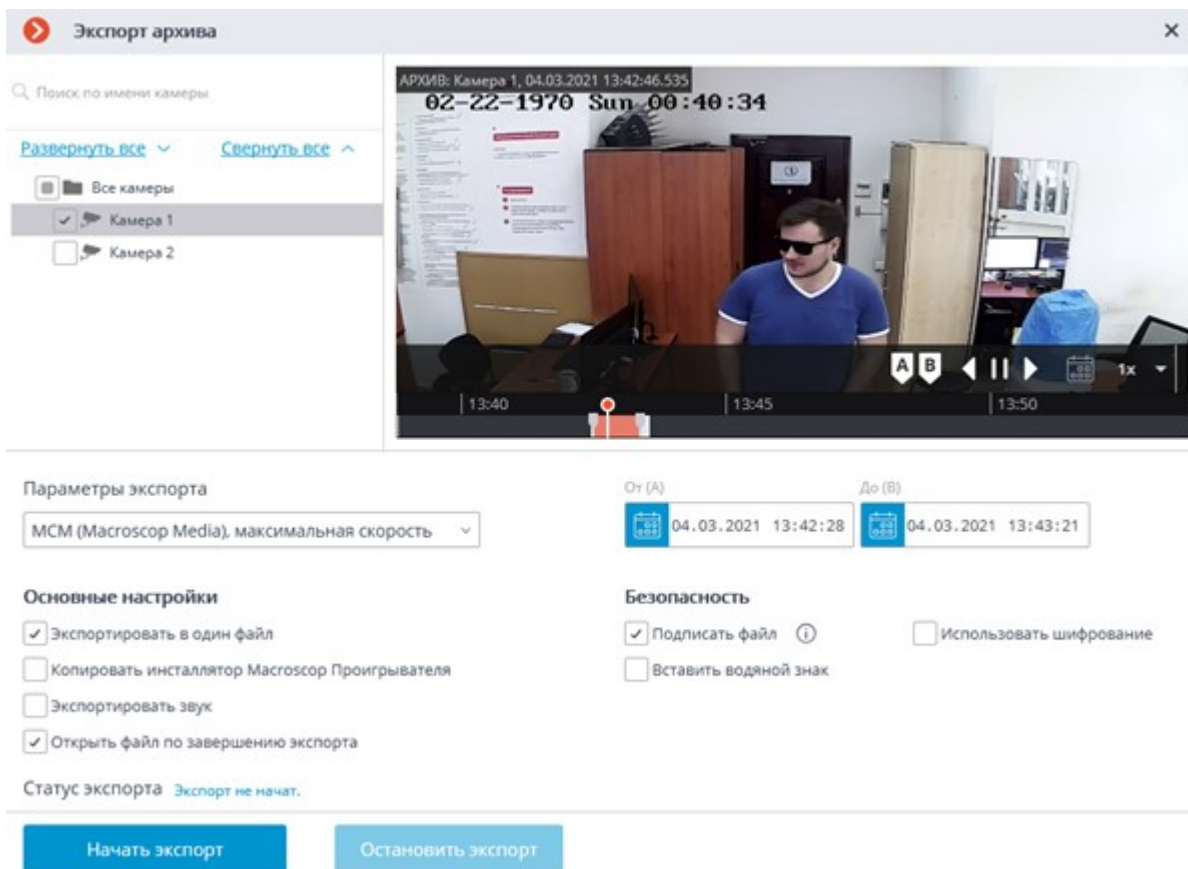 Экспорт архива
Поиск по имени камеры
Развернуть все Свернуть все
Все камеры
Камера 1
Камера 2
АРХИВ: Камера 1, 04.03.2021 13:42:46.535
02-22-1970 Sun 00:40:34
A B 1x
13:40 13:45 13:50
Параметры экспорта
MCM (Macroscop Media), максимальная скорость
От (A) До (B)
04.03.2021 13:42:28 04.03.2021 13:43:21
Основные настройки
Экспортировать в один файл
Копировать инсталлятор Macroscop Проигрывателя
Экспортировать звук
Открыть файл по завершению экспорта
Безопасность
Подписать файл Использовать шифрование
Вставить водяной знак
Статус экспорта Экспорт не начат.
Начать экспорт Остановить экспорт